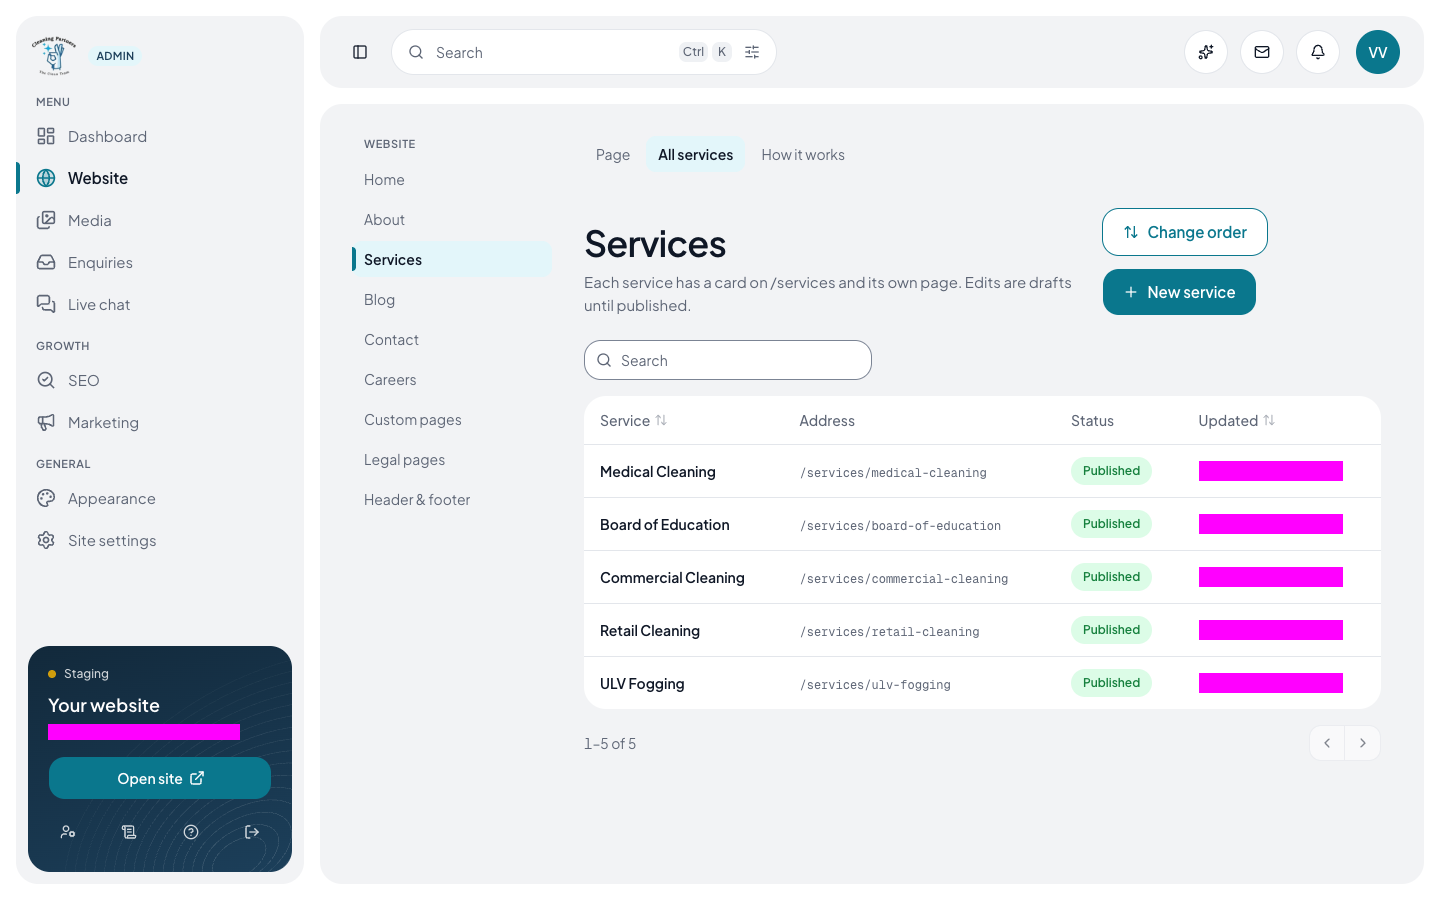 Cleaning Partners
ADMIN
MENU
Dashboard
Website
Media
Enquiries
Live chat
GROWTH
SEO
Marketing
GENERAL
Appearance
Site settings
Staging
Your website
Open site
Search
Ctrl K
VV
WEBSITE
Home
About
Services
Blog
Contact
Careers
Custom pages
Legal pages
Header & footer
Page All services How it works
Services
Each service has a card on /services and its own page. Edits are drafts
until published.
Change order
New service
Search
Service Address Status Updated
Medical Cleaning /services/medical-cleaning Published
Board of Education /services/board-of-education Published
Commercial Cleaning /services/commercial-cleaning Published
Retail Cleaning /services/retail-cleaning Published
ULV Fogging /services/ulv-fogging Published
1–5 of 5